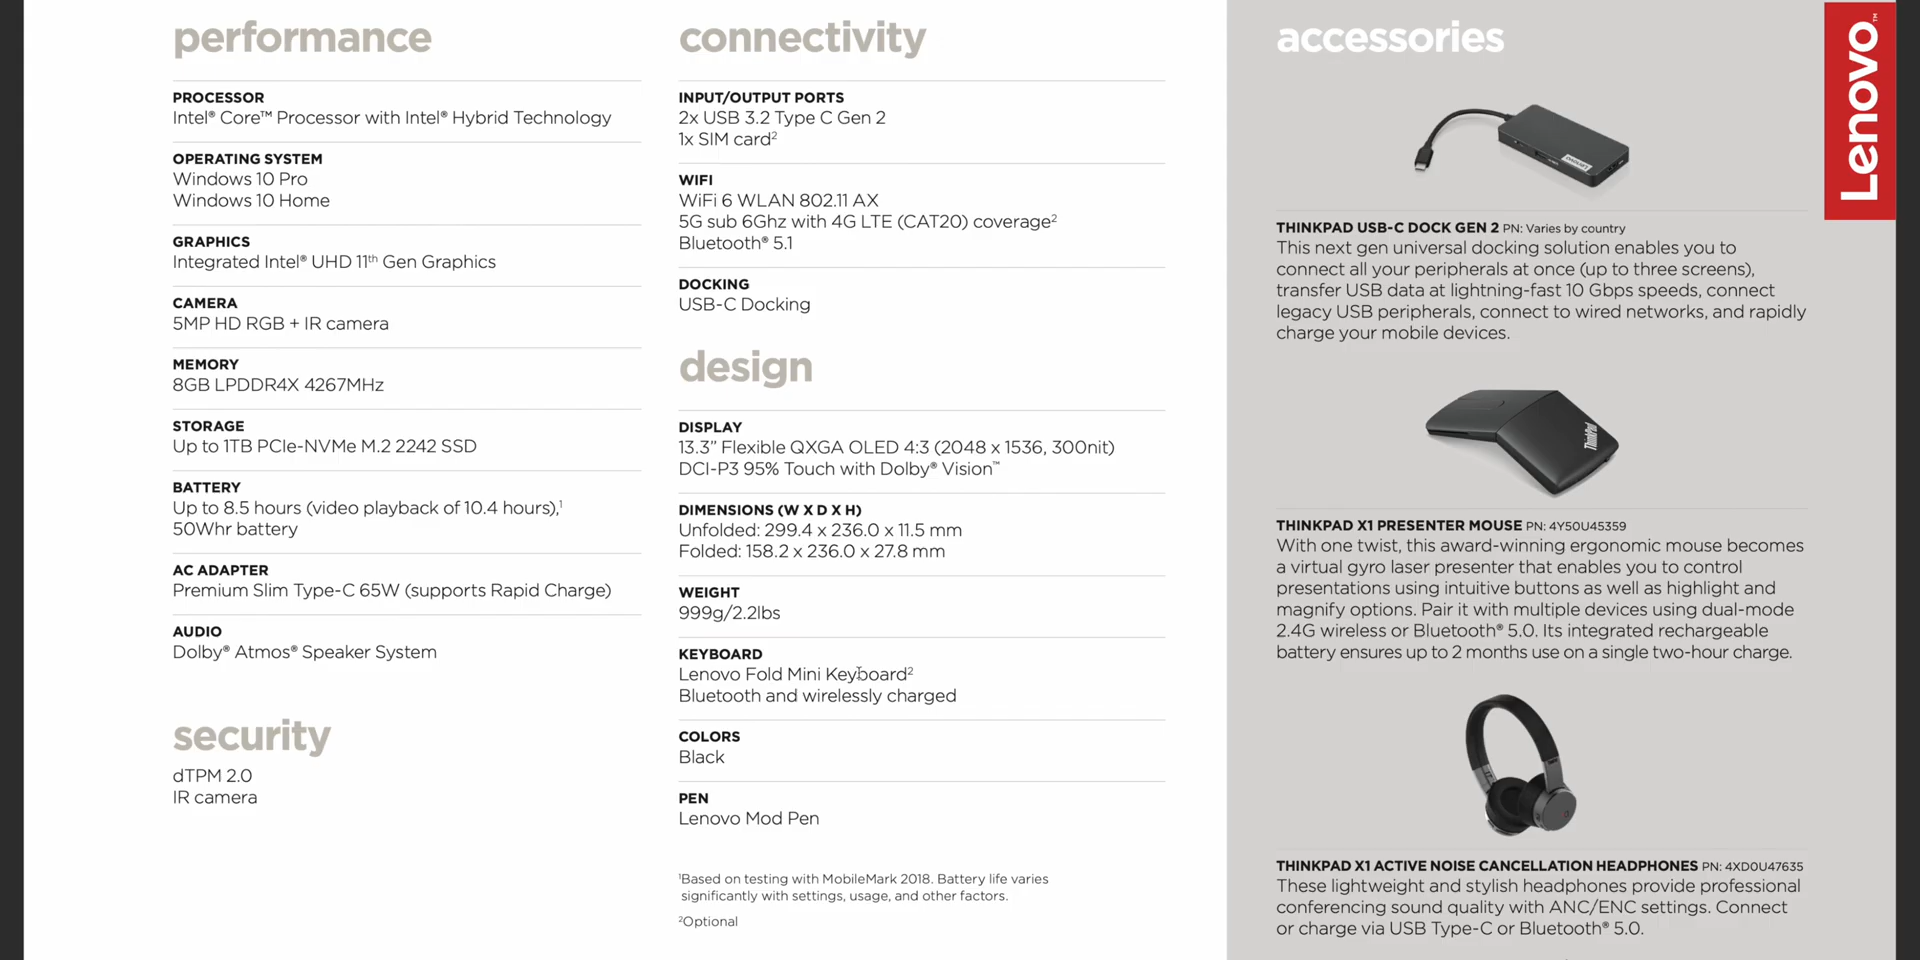 performance
PROCESSOR
Intel® Core™ Processor with Intel® Hybrid Technology
OPERATING SYSTEM
Windows 10 Pro
Windows 10 Home
GRAPHICS
Integrated Intel® UHD 11th Gen Graphics
CAMERA
5MP HD RGB + IR camera
MEMORY
8GB LPDDR4X 4267MHz
STORAGE
Up to 1TB PCIe-NVMe M.2 2242 SSD
BATTERY
Up to 8.5 hours (video playback of 10.4 hours),¹
50Whr battery
AC ADAPTER
Premium Slim Type-C 65W (supports Rapid Charge)
AUDIO
Dolby® Atmos® Speaker System
security
dTPM 2.0
IR camera
connectivity
INPUT/OUTPUT PORTS
2x USB 3.2 Type C Gen 2
1x SIM card²
WIFI
WiFi 6 WLAN 802.11 AX
5G sub 6Ghz with 4G LTE (CAT20) coverage²
Bluetooth® 5.1
DOCKING
USB-C Docking
design
DISPLAY
13.3” Flexible QXGA OLED 4:3 (2048 x 1536, 300nit)
DCI-P3 95% Touch with Dolby® Vision™
DIMENSIONS (W X D X H)
Unfolded: 299.4 x 236.0 x 11.5 mm
Folded: 158.2 x 236.0 x 27.8 mm
WEIGHT
999g/2.2lbs
KEYBOARD
Lenovo Fold Mini Keyboard²
Bluetooth and wirelessly charged
COLORS
Black
PEN
Lenovo Mod Pen
¹Based on testing with MobileMark 2018. Battery life varies
significantly with settings, usage, and other factors.
²Optional
accessories
Lenovo™
THINKPAD USB-C DOCK GEN 2 PN: Varies by country
This next gen universal docking solution enables you to
connect all your peripherals at once (up to three screens),
transfer USB data at lightning-fast 10 Gbps speeds, connect
legacy USB peripherals, connect to wired networks, and rapidly
charge your mobile devices.
ThinkPad
THINKPAD X1 PRESENTER MOUSE PN: 4Y50U45359
With one twist, this award-winning ergonomic mouse becomes
a virtual gyro laser presenter that enables you to control
presentations using intuitive buttons as well as highlight and
magnify options. Pair it with multiple devices using dual-mode
2.4G wireless or Bluetooth® 5.0. Its integrated rechargeable
battery ensures up to 2 months use on a single two-hour charge.
THINKPAD X1 ACTIVE NOISE CANCELLATION HEADPHONES PN: 4XD0U47635
These lightweight and stylish headphones provide professional
conferencing sound quality with ANC/ENC settings. Connect
or charge via USB Type-C or Bluetooth® 5.0.